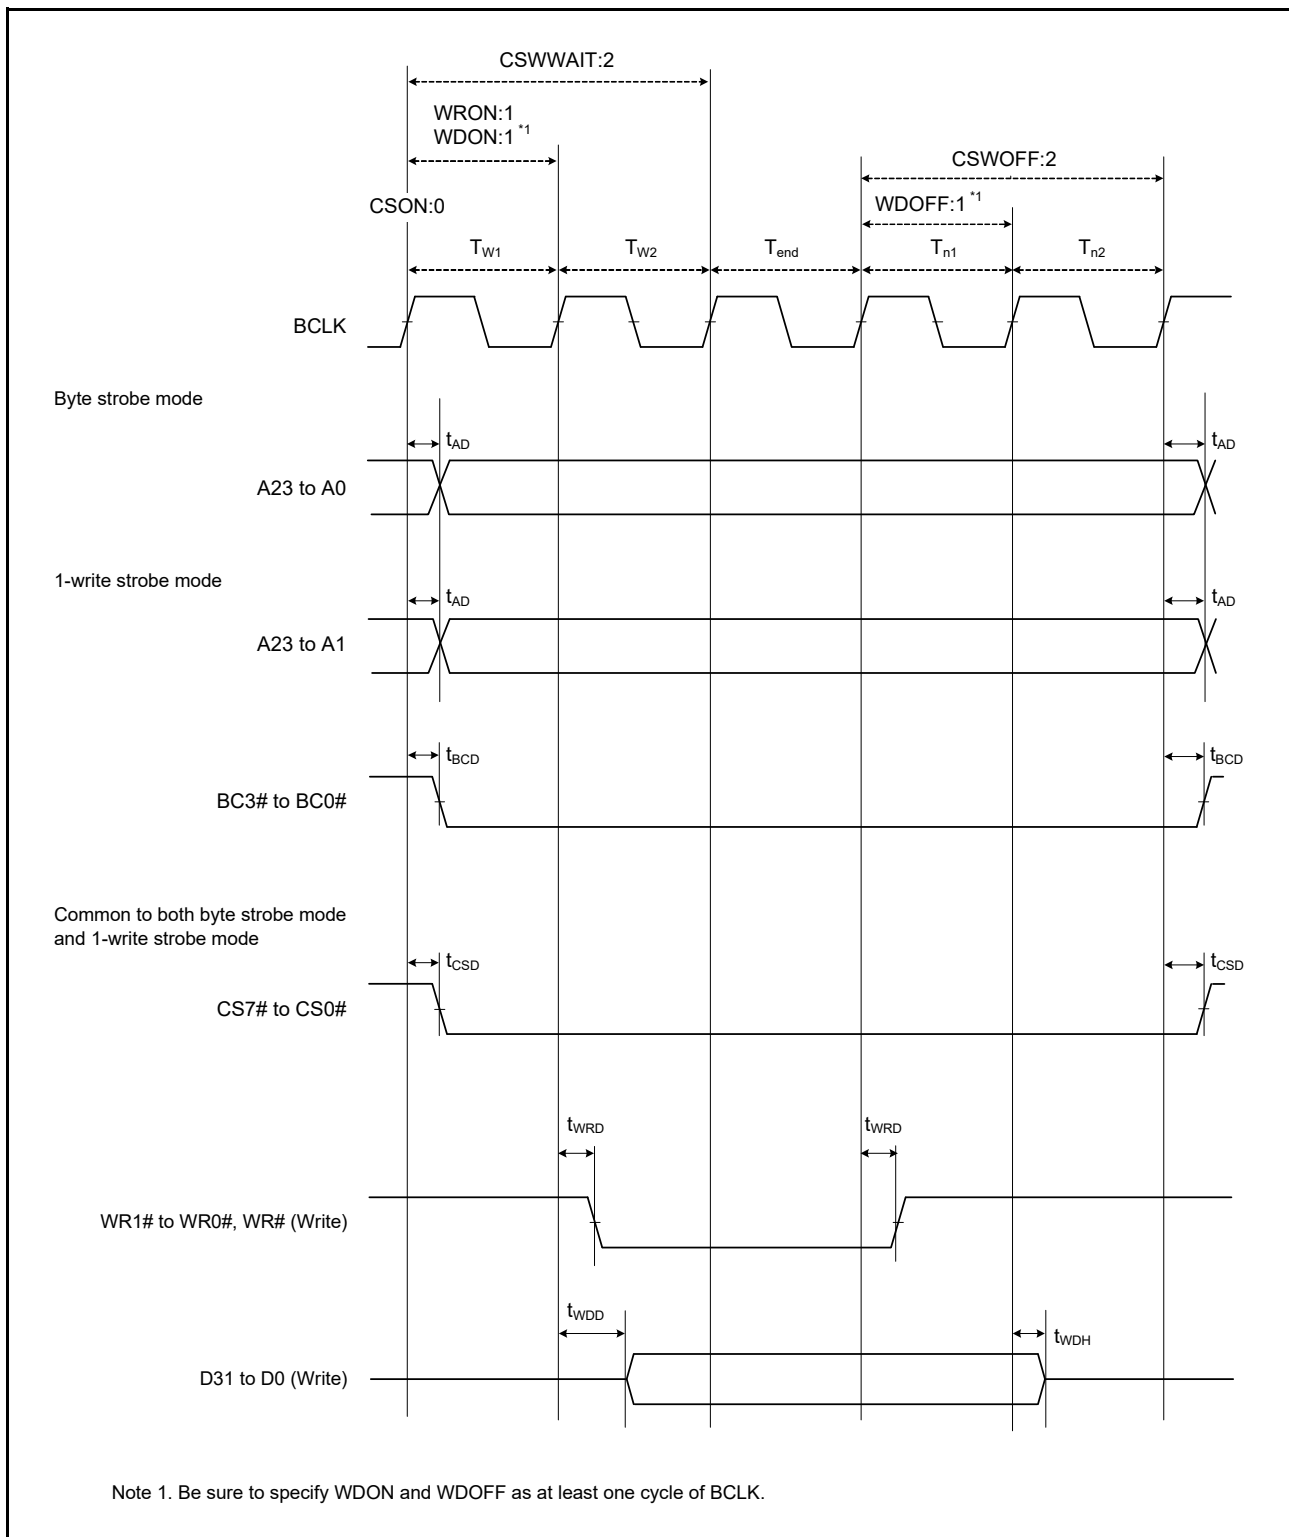 CSWWAIT:2
WRON:1
WDON:1 *1
CSWOFF:2
CSON:0
WDOFF:1 *1
TW1
TW2
Tend
Tn1
Tn2
BCLK
Byte strobe mode
tAD
tAD
A23 to A0
1-write strobe mode
tAD
tAD
A23 to A1
tBCD
tBCD
BC3# to BC0#
Common to both byte strobe mode
and 1-write strobe mode
tCSD
tCSD
CS7# to CS0#
tWRD
tWRD
WR1# to WR0#, WR# (Write)
tWDD
tWDH
D31 to D0 (Write)
Note 1. Be sure to specify WDON and WDOFF as at least one cycle of BCLK.